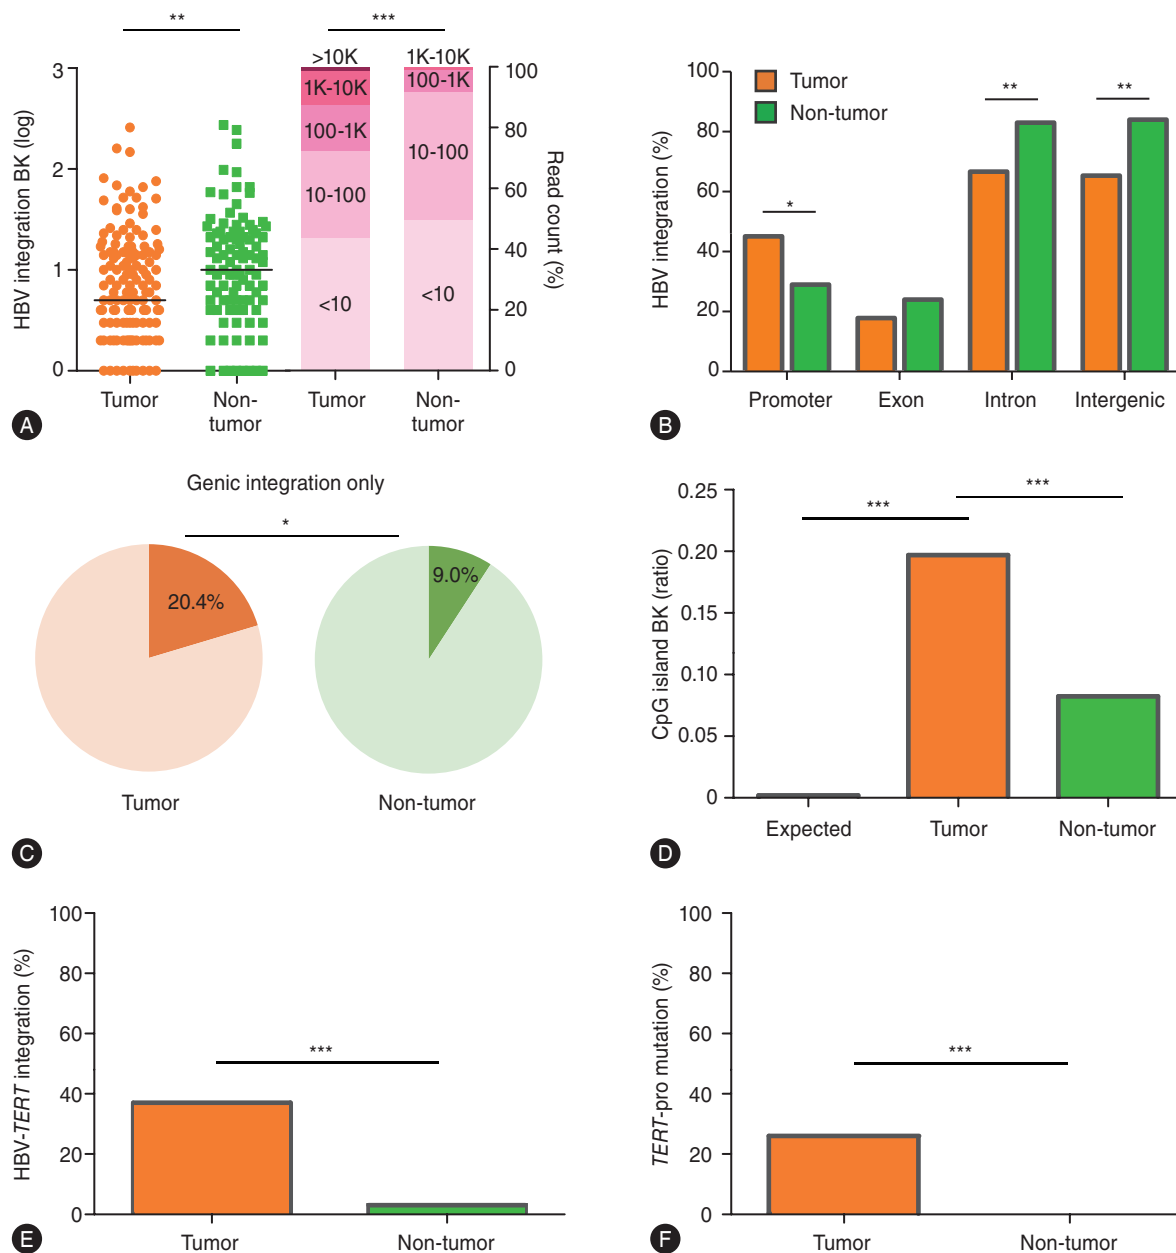 **
***
HBV integration BK (log)
3
2
1
0
>10K
1K-10K
100-1K
10-100
<10
1K-10K
100-1K
10-100
<10
100
80
60
40
20
0
Read count (%)
Tumor
Non-
tumor
Tumor
Non-
tumor
A
HBV integration (%)
100
80
60
40
20
0
Tumor
Non-tumor
*
**
**
Promoter
Exon
Intron
Intergenic
B
Genic integration only
*
20.4%
9.0%
Tumor
Non-tumor
C
CpG island BK (ratio)
0.25
0.20
0.15
0.10
0.05
0
***
***
Expected
Tumor
Non-tumor
D
HBV-TERT integration (%)
100
80
60
40
20
0
***
Tumor
Non-tumor
E
TERT-pro mutation (%)
100
80
60
40
20
0
***
Tumor
Non-tumor
F